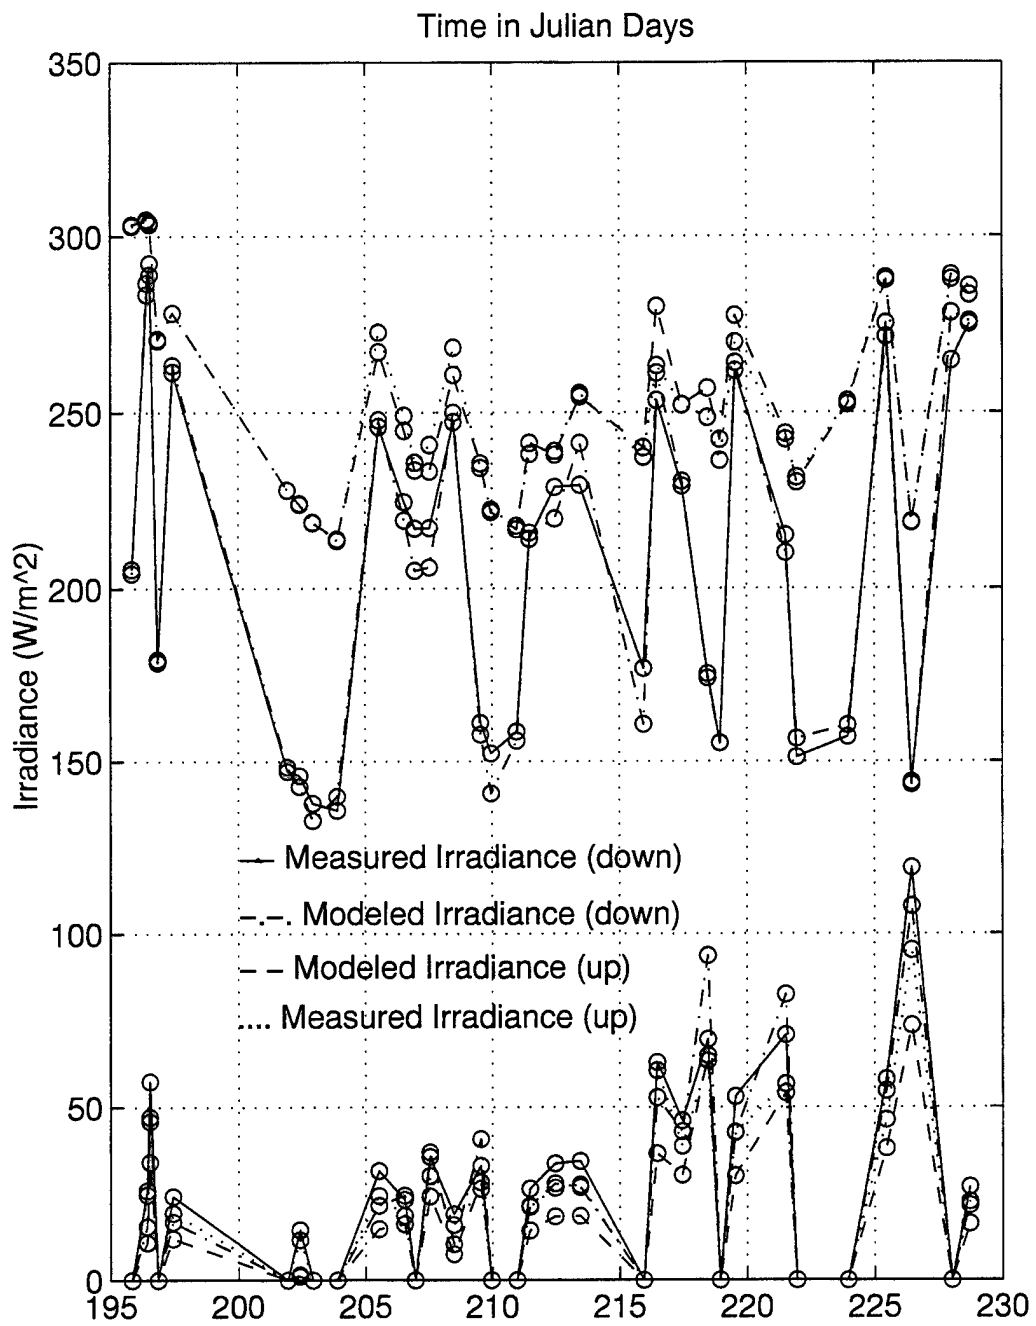 Time in Julian Days
350
300
250
200
150
100
50
0
Irradiance (W/m^2)
Measured Irradiance (down)
Modeled Irradiance (down)
Modeled Irradiance (up)
Measured Irradiance (up)
195 200 205 210 215 220 225 230